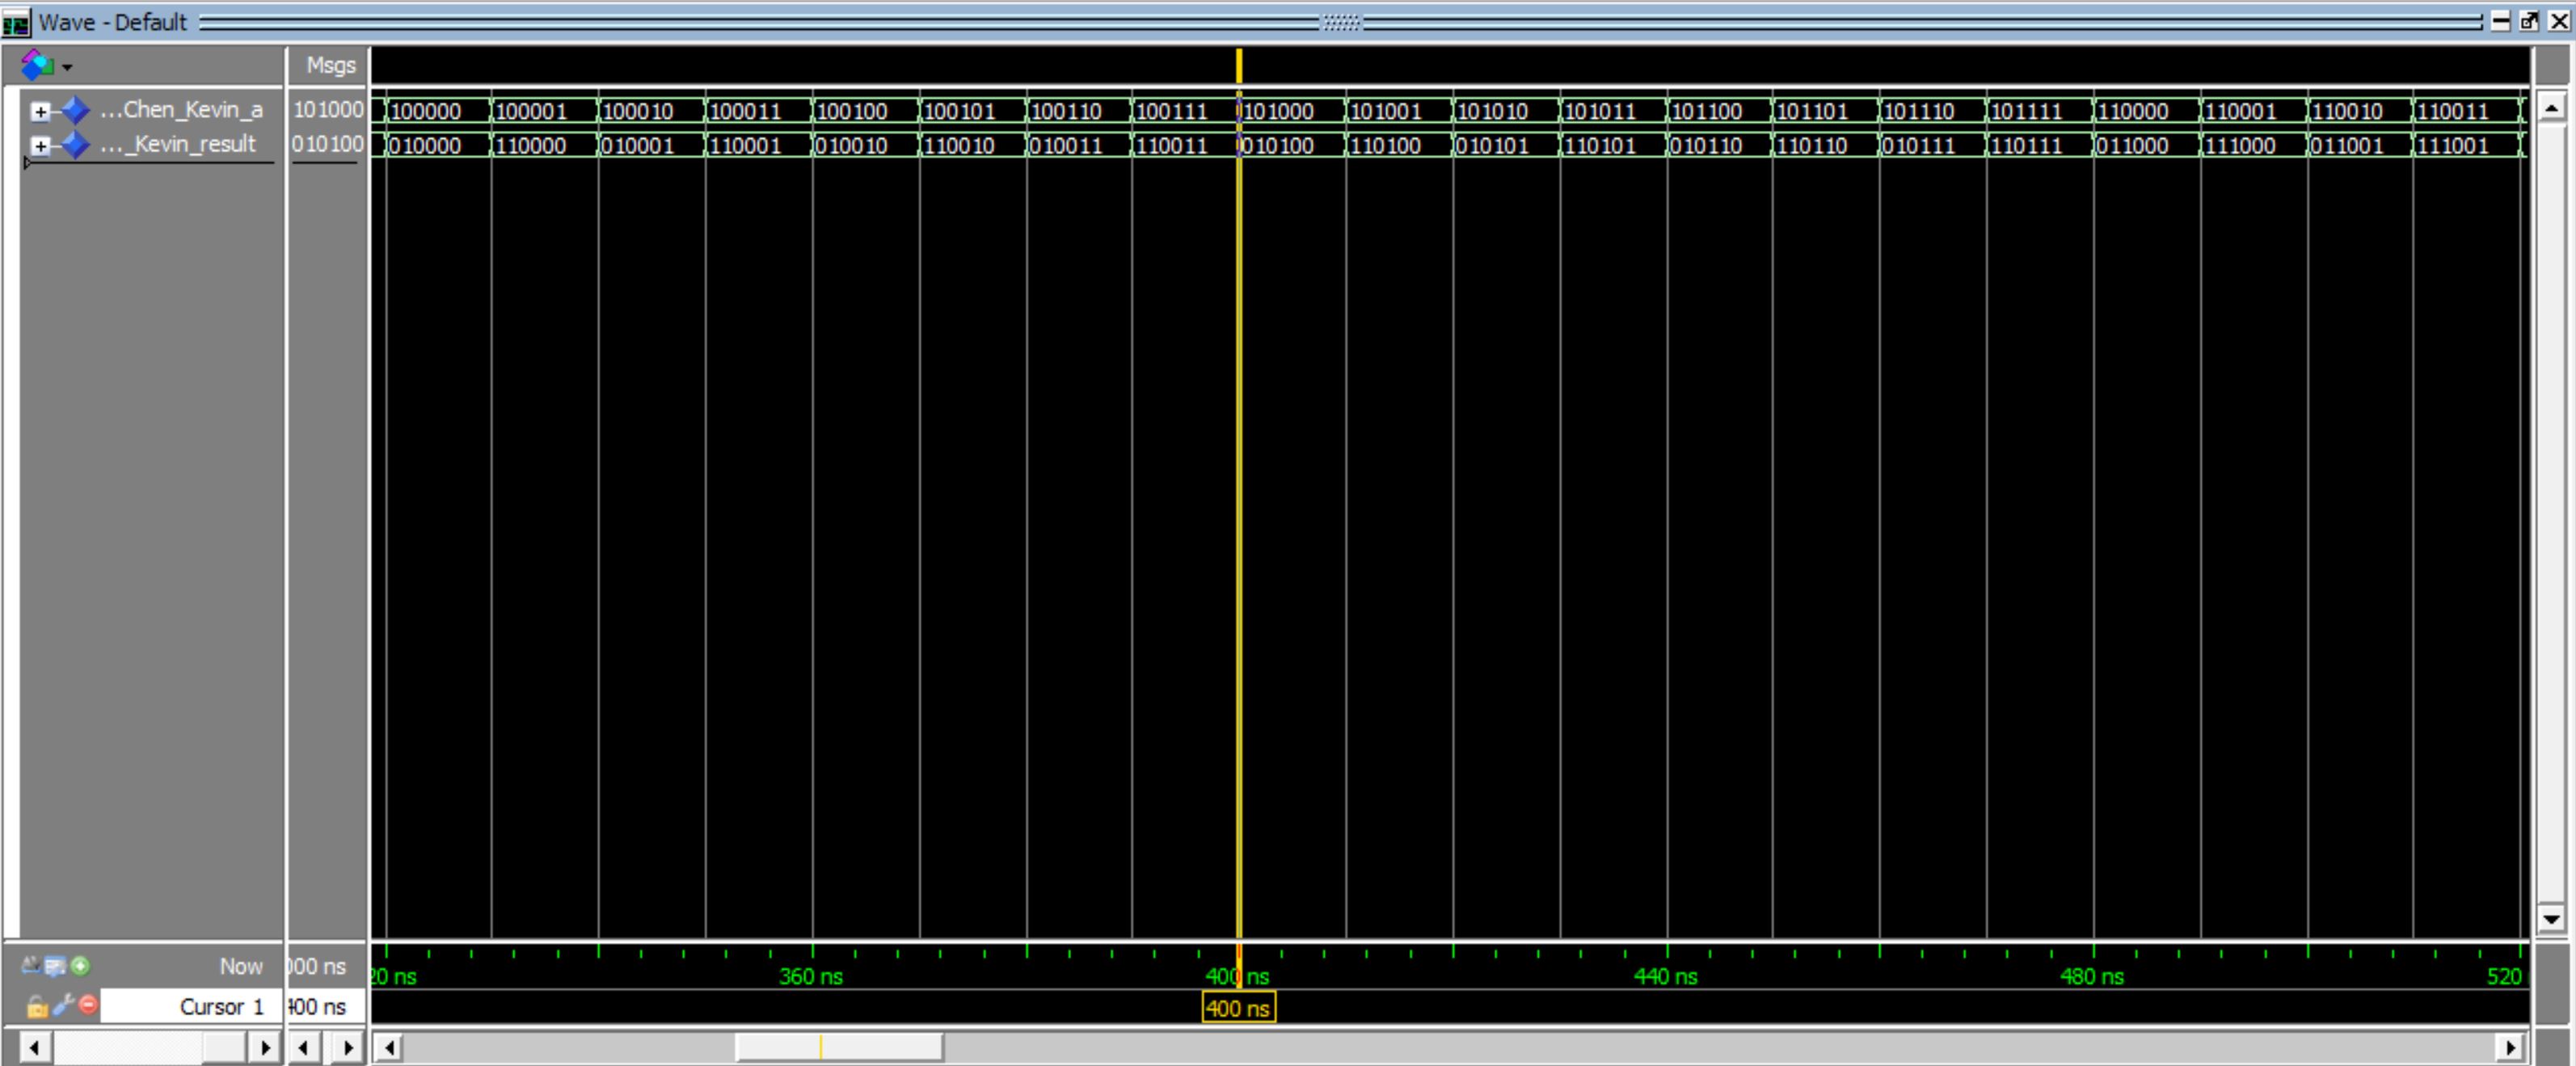 Wave - Default
Msgs
...Chen_Kevin_a 101000 100000 100001 100010 100011 100100 100101 100110 100111 101000 101001 101010 101011 101100 101101 101110 101111 110000 110001 110010 110011
..._Kevin_result 010100 010000 110000 010001 110001 010010 110010 010011 110011 010100 110100 010101 110101 010110 110110 010111 110111 011000 111000 011001 111001
Now 000 ns 20 ns 360 ns 400 ns 440 ns 480 ns 520
Cursor 1 400 ns 400 ns